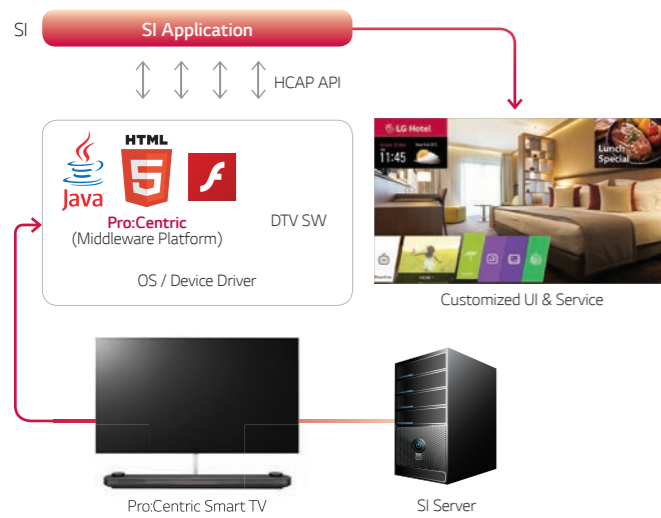 SI
SI Application
HCAP API
HTML
5
Java
Pro:Centric
(Middleware Platform)
DTV SW
OS / Device Driver
LG Hotel
11:45
Lunch
Special
Customized UI & Service
Pro:Centric Smart TV
SI Server